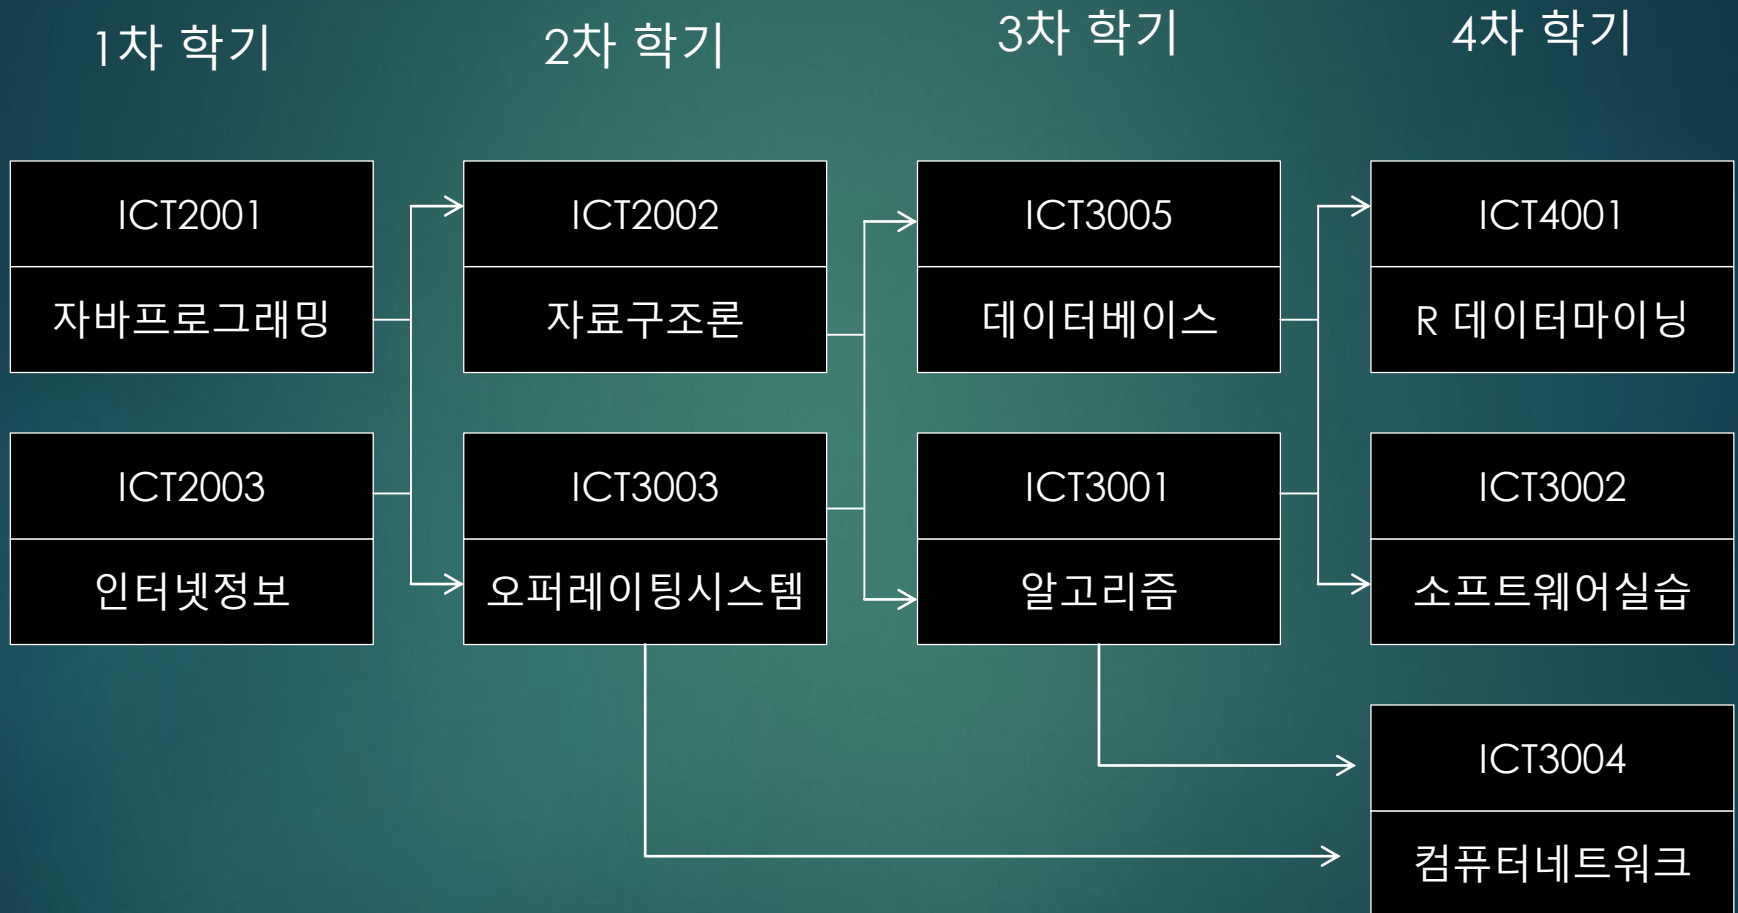 1차 학기
2차 학기
3차 학기
4차 학기
ICT2001
자바프로그래밍
ICT2002
자료구조론
ICT3005
데이터베이스
ICT4001
R 데이터마이닝
ICT2003
인터넷정보
ICT3003
오퍼레이팅시스템
ICT3001
알고리즘
ICT3002
소프트웨어실습
ICT3004
컴퓨터네트워크